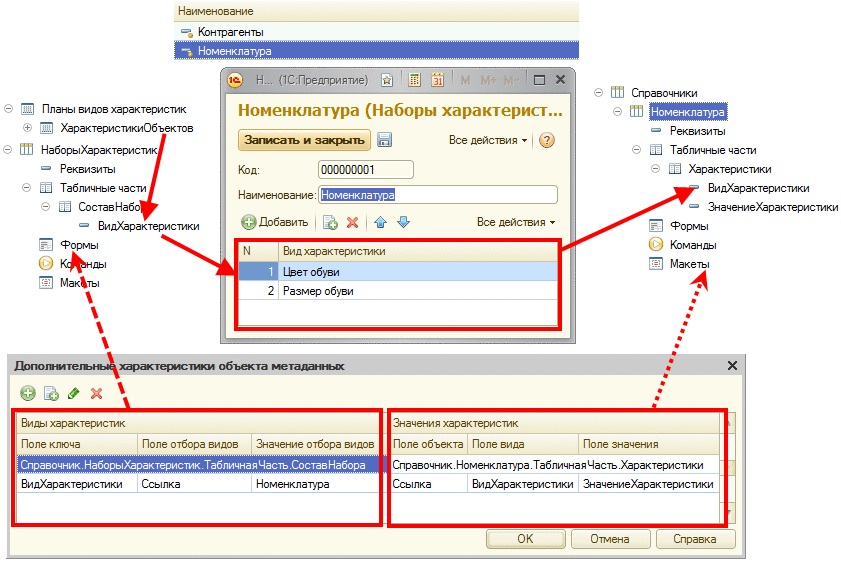 Наименование
Контрагенты
Номенклатура
Планы видов характеристик
ХарактеристикиОбъектов
НаборыХарактеристик
Реквизиты
Табличные части
СоставНабо
ВидХарактеристики
Формы
Команды
Макеты
Н... (1С:Предприятие)
M M+ M-
Номенклатура (Наборы характерист...
Записать и закрыть
Все действия
Код:
000000001
Наименование:
Номенклатура
Добавить
Все действия
N Вид характеристики
1 Цвет обуви
2 Размер обуви
Справочники
Номенклатура
Реквизиты
Табличные части
Характеристики
ВидХарактеристики
ЗначениеХарактеристики
Формы
Команды
Макеты
Дополнительные характеристики объекта метаданных
Виды характеристик
Поле ключа Поле отбора видов Значение отбора видов
Справочник.НаборыХарактеристик.ТабличнаяЧасть.СоставНабора
ВидХарактеристики Ссылка Номенклатура
Значения характеристик
Поле объекта Поле вида Поле значения
Справочник.Номенклатура.ТабличнаяЧасть.Характеристики
Ссылка ВидХарактеристики ЗначениеХарактеристики
OK Отмена Справка